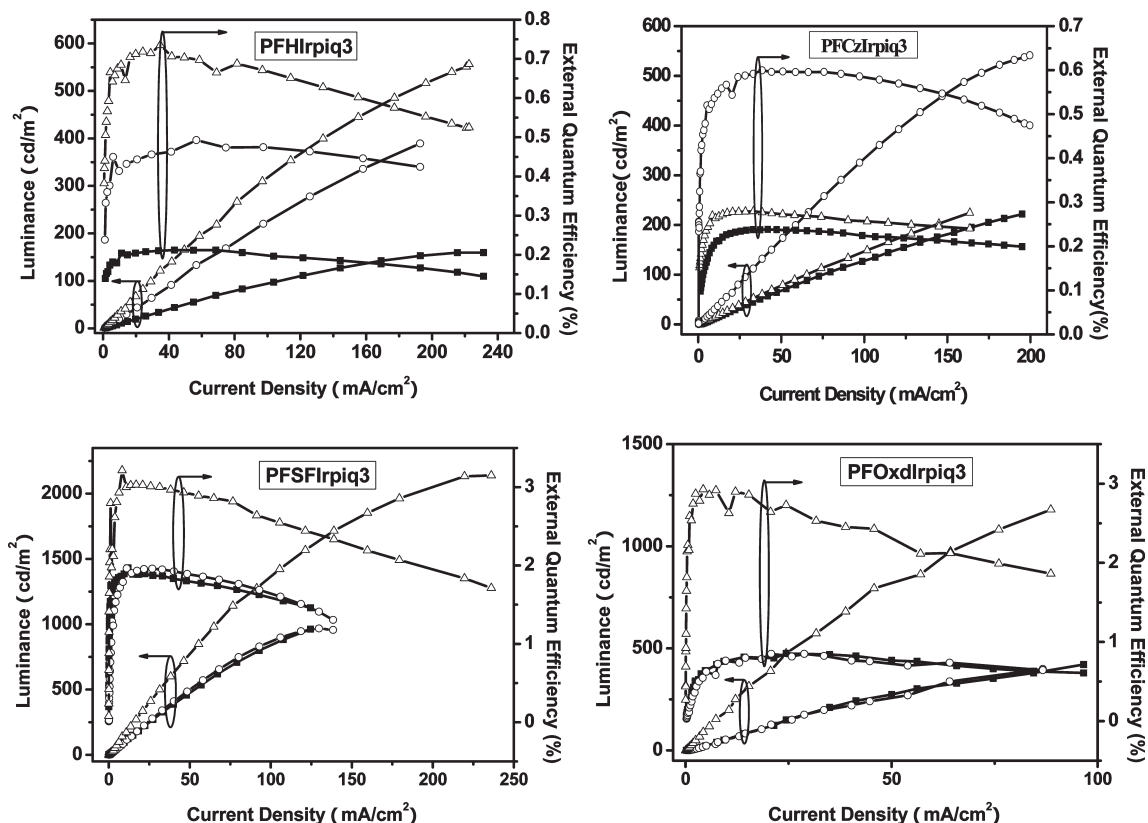 PFHIrpiq3
Luminance ( cd/m²)
600
500
400
300
200
100
0
0.8
0.7
0.6
0.5
0.4
0.3
0.2
0.1
0.0
External Quantum Efficiency (%)
0 40 80 120 160 200 240
Current Density ( mA/cm²)
PFCzIrpiq3
Luminance( cd/m²)
600
500
400
300
200
100
0
0.7
0.6
0.5
0.4
0.3
0.2
0.1
0.0
External Quantum Efficiency(%)
0 50 100 150 200
Current Density ( mA/cm²)
PFSFIrpiq3
Luminance ( cd/m²)
2000
1750
1500
1250
1000
750
500
250
0
3
2
1
0
External Quantum Efficiency (%)
0 50 100 150 200 250
Current Density ( mA/cm²)
PFOxdIrpiq3
Luminance ( cd/m²)
1500
1000
500
0
3
2
1
0
External Quantum Efficiency (%)
0 50 100
Current Density ( mA/cm²)